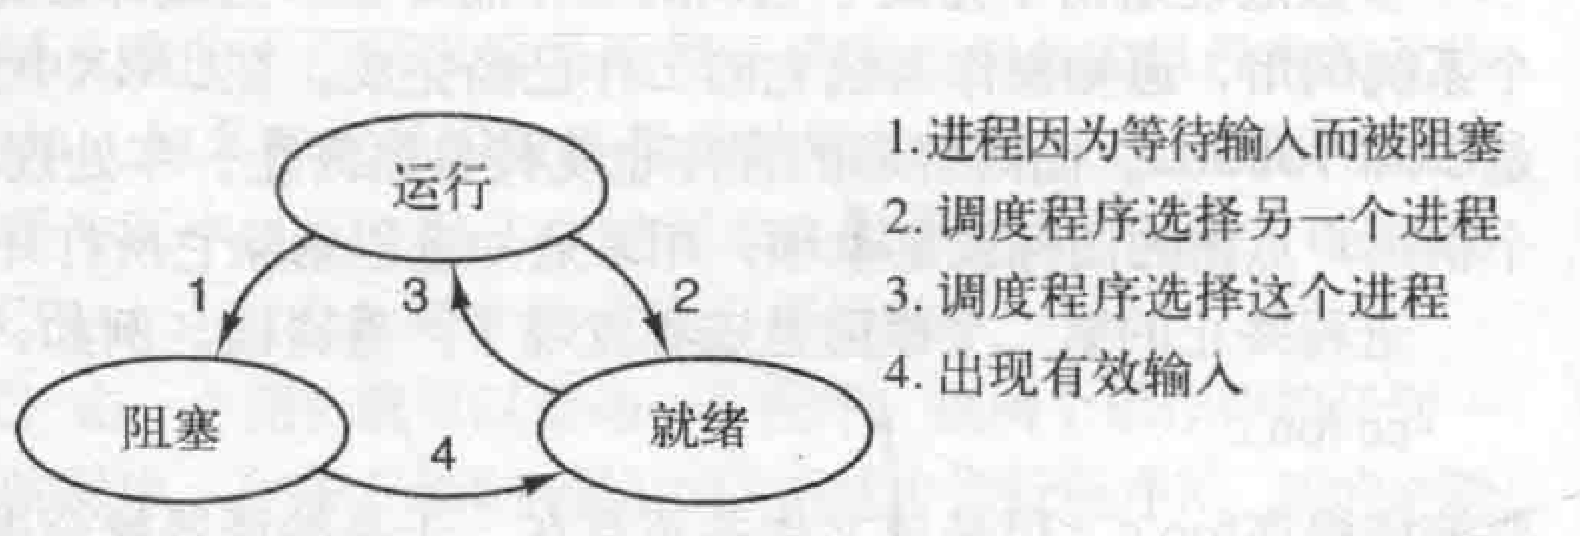 运行
1
3
2
阻塞
4
就绪
1.进程因为等待输入而被阻塞
2. 调度程序选择另一个进程
3. 调度程序选择这个进程
4. 出现有效输入